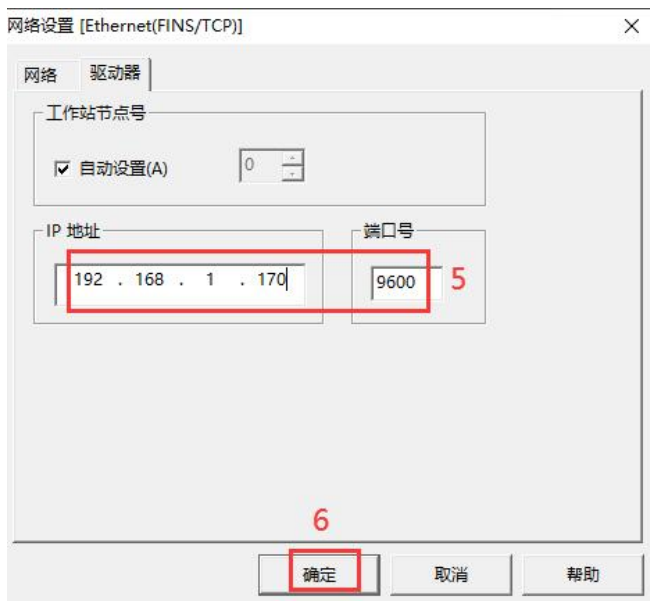 网络设置 [Ethernet(FINS/TCP)]
网络 驱动器
工作站节点号
自动设置(A) 0
IP 地址 端口号
192 . 168 . 1 . 170 9600 5
6
确定 取消 帮助